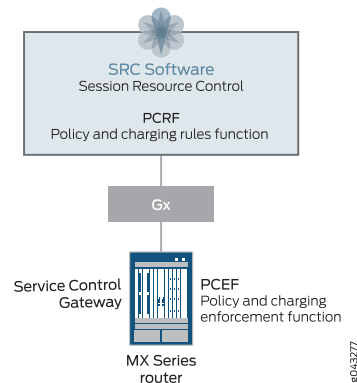 SRC Software
Session Resource Control
PCRF
Policy and charging rules function
Gx
Service Control
Gateway
PCEF
Policy and charging
enforcement function
MX Series
router
g043277